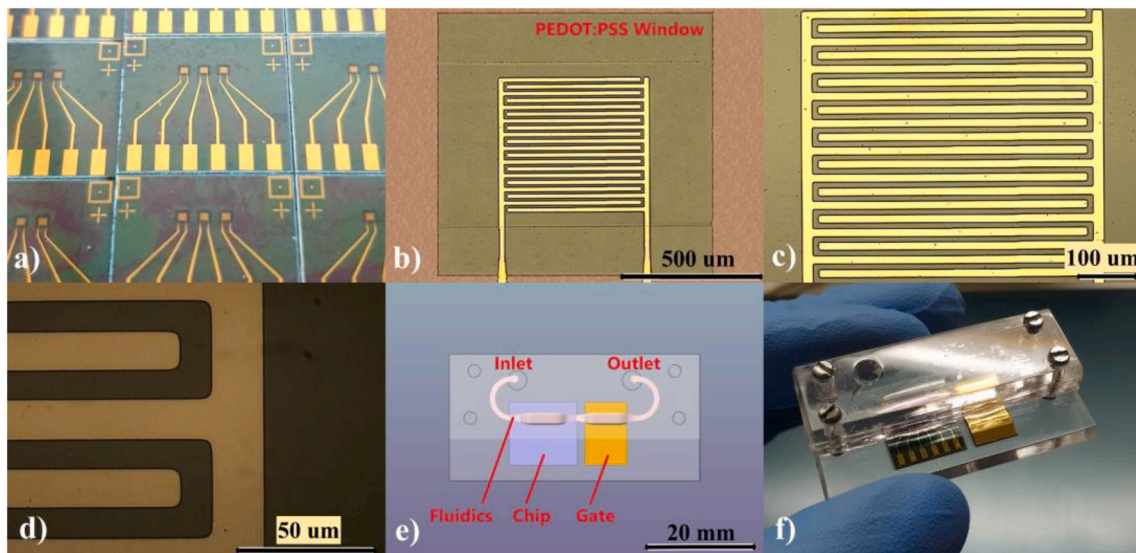 PEDOT:PSS Window
a)
b)
500 um
c)
100 um
d)
50 um
Inlet
Outlet
Fluidics
Chip
Gate
e)
20 mm
f)